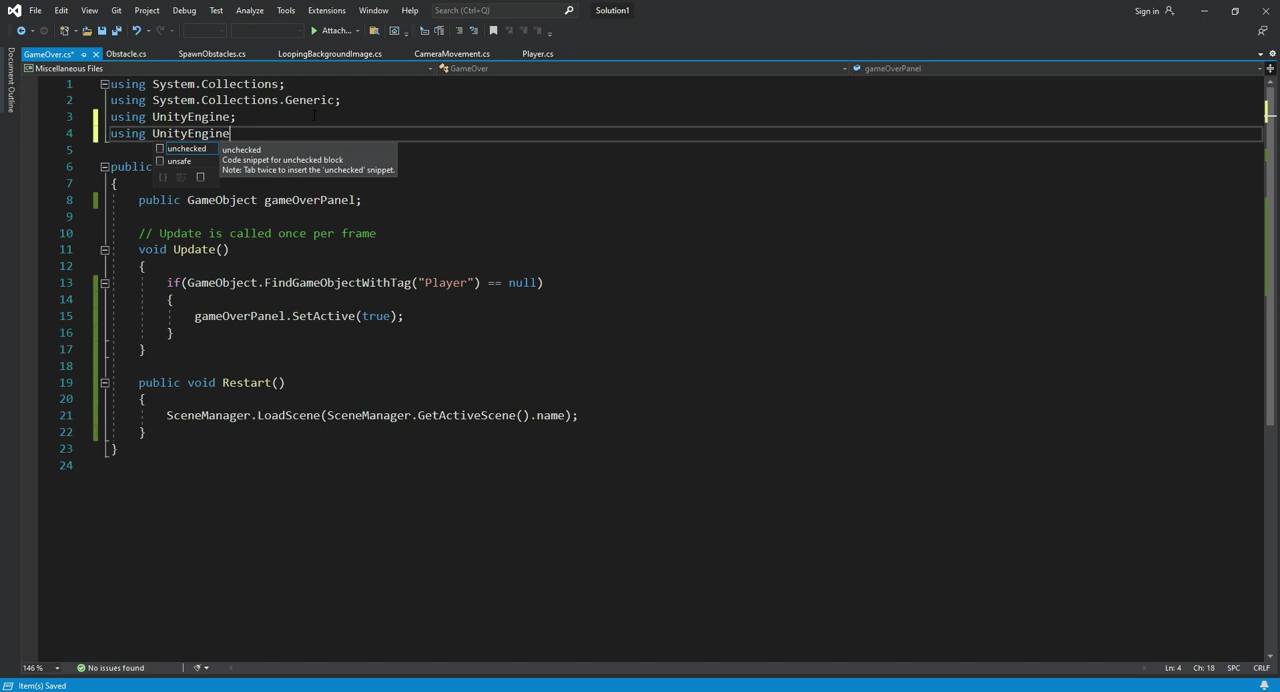 File Edit View Git Project Debug Test Analyze Tools Extensions Window Help Search (Ctrl+Q) Solution1 Sign in
Attach...
GameOver.cs* Obstacle.cs SpawnObstacles.cs LoopingBackgroundImage.cs CameraMovement.cs Player.cs
Miscellaneous Files GameOver gameOverPanel
Document Outline
1 using System.Collections;
2 using System.Collections.Generic;
3 using UnityEngine;
4 using UnityEngine
5
unchecked
unsafe
unchecked
Code snippet for unchecked block
Note: Tab twice to insert the 'unchecked' snippet.
6 public
7 {
8 public GameObject gameOverPanel;
9
10 // Update is called once per frame
11 void Update()
12 {
13 if(GameObject.FindGameObjectWithTag("Player") == null)
14 {
15 gameOverPanel.SetActive(true);
16 }
17 }
18
19 public void Restart()
20 {
21 SceneManager.LoadScene(SceneManager.GetActiveScene().name);
22 }
23 }
24
146 % No issues found Ln: 4 Ch: 18 SPC CRLF
Item(s) Saved